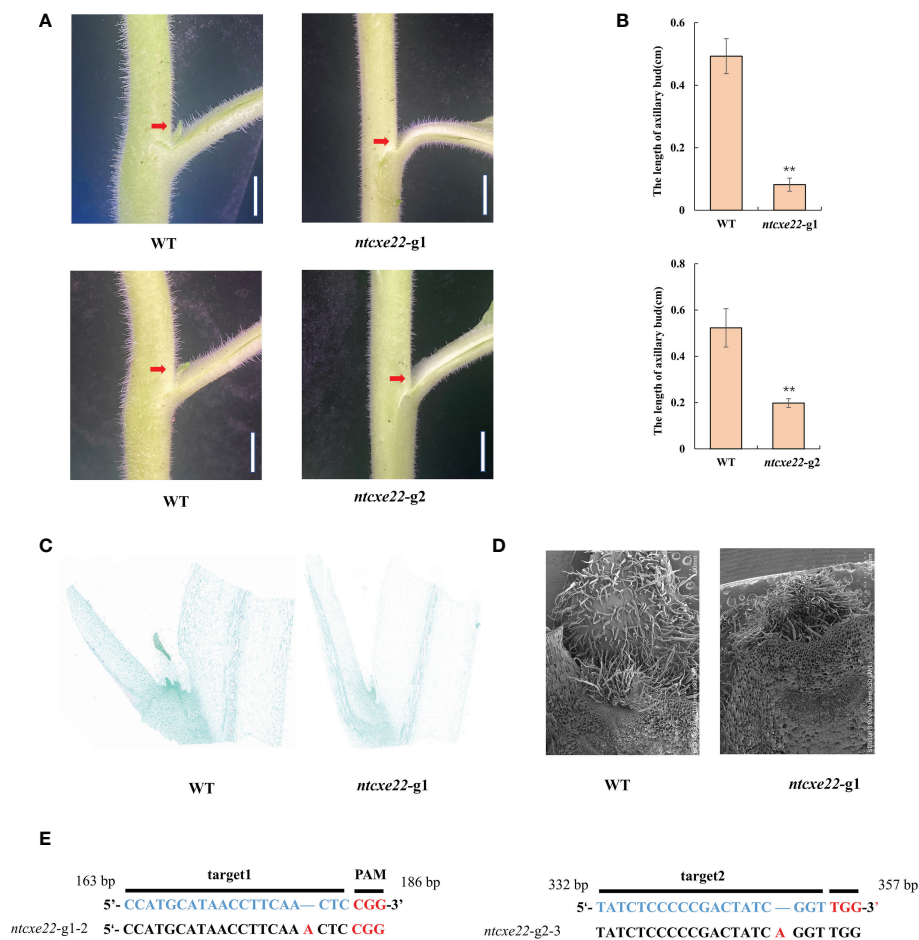 A
B
WT
ntcxe22-g1
WT
ntcxe22-g2
The length of axillary bud(cm)
0.6
0.4
0.2
0
**
WT
ntcxe22-g1
The length of axillary bud(cm)
0.8
0.6
0.4
0.2
0
**
WT
ntcxe22-g2
C
D
WT
ntcxe22-g1
WT
ntcxe22-g1
E
163 bp target1 PAM 186 bp
5’- CCATGCATAACCTTCAA— CTC CGG-3’
ntcxe22-g1-2 5‘- CCATGCATAACCTTCAA A CTC CGG
332 bp target2 357 bp
5‘- TATCTCCCCCGACTATC —GGT TGG-3’
ntcxe22-g2-3 TATCTCCCCCGACTATC A GGT TGG